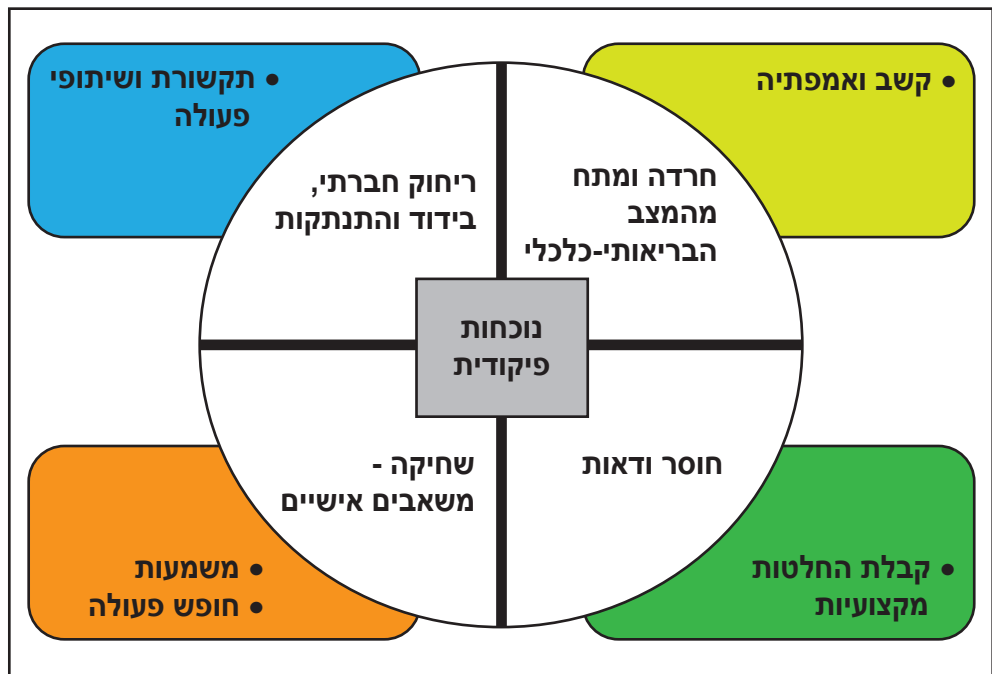 • קשב ואמפתיה
• תקשורת ושיתופי
פעולה
חרדה ומתח
מהמצב
הבריאותי-כלכלי
ריחוק חברתי,
בידוד והתנתקות
נוכחות
פיקודית
חוסר ודאות
שחיקה -
משאבים אישיים
• קבלת החלטות
מקצועיות
• משמעות
• חופש פעולה